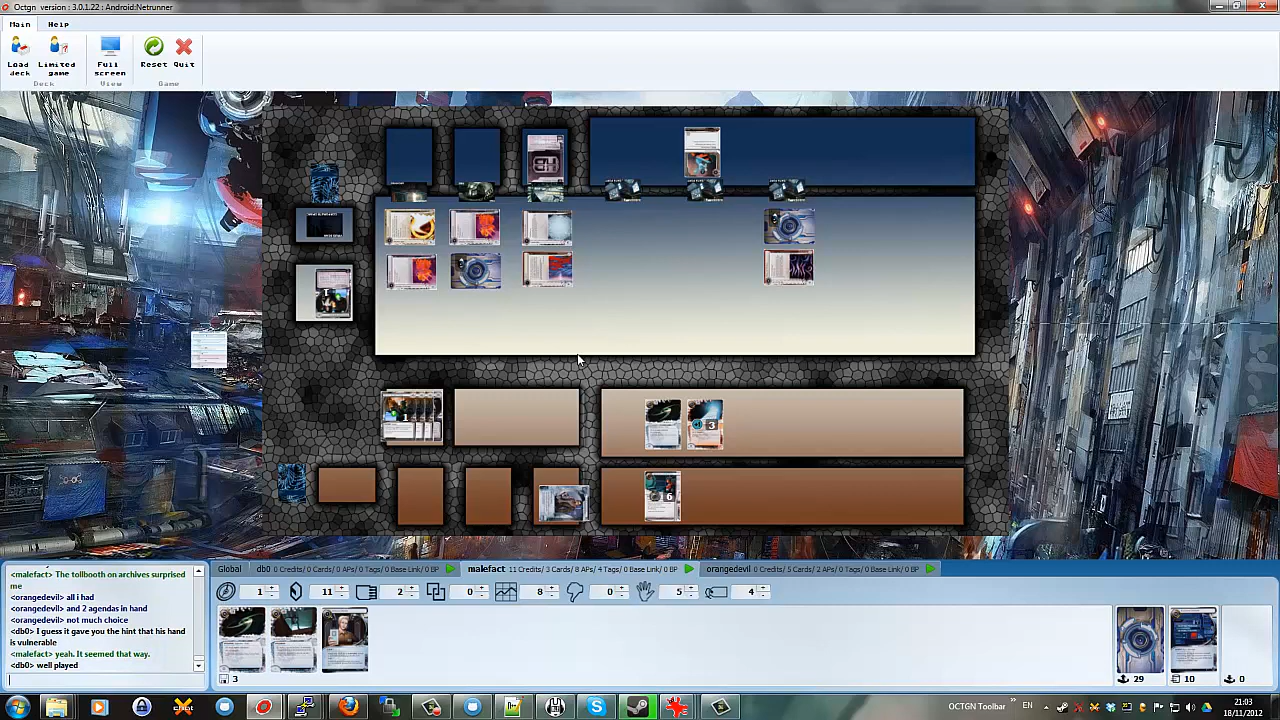 Octgn version : 3.0.1.22 : Android:Netrunner
Main Help
Load deck
Limited game
Full screen
Reset
Quit
Deck
View
Game
Global
db0 0 Credits/ 0 Cards/ 0 APs/ 0 Tags/ 0 Base Link/ 0 BP
malefact 11 Credits/ 3 Cards/ 8 APs/ 4 Tags/ 0 Base Link/ 0 BP
orangedevil 0 Credits/ 5 Cards/ 2 APs/ 0 Tags/ 0 Base Link/ 0 BP
<malefact> The tollbooth on archives surprised
me
<orangedevil> all i had
<orangedevil> and 2 agendas in hand
<orangedevil> not much choice
<db0> I guess it gave you the hint that his hand
is vulnerable
<malefact> yeah. It seemed that way.
<db0> well played
1 11 2 0 8 0 5 4
3
29
10
0
OCTGN Toolbar
EN
21:03
18/11/2012